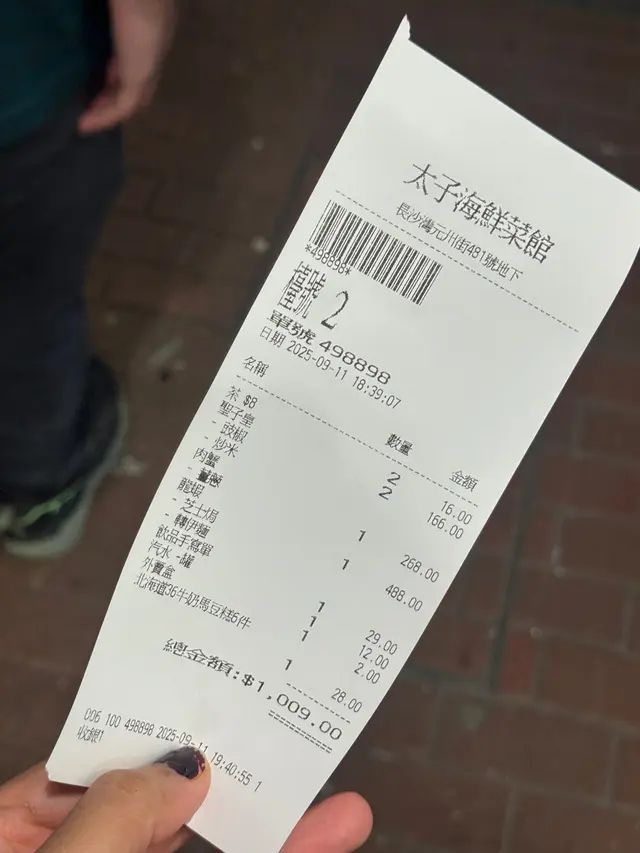 太子海鮮菜館
長沙灣元州街481號地下
*498898*
檯號 2
單號 498898
日期 2025-09-11 18:39:07
名稱 數量 金額
茶 $8 2 16.00
聖子皇 2 166.00
- 豉椒
- 炒米
肉蟹 1 268.00
- 薑蔥
龍蝦 1 488.00
- 芝士焗
- 轉伊麵
飲品手寫單 1 29.00
汽水 -罐 1 12.00
外賣盒 1 2.00
北海道36牛奶馬豆糕6件 1 28.00
總金額:$1,009.00
006 100 498898 2025-09-11 19:40:55 1
收銀1